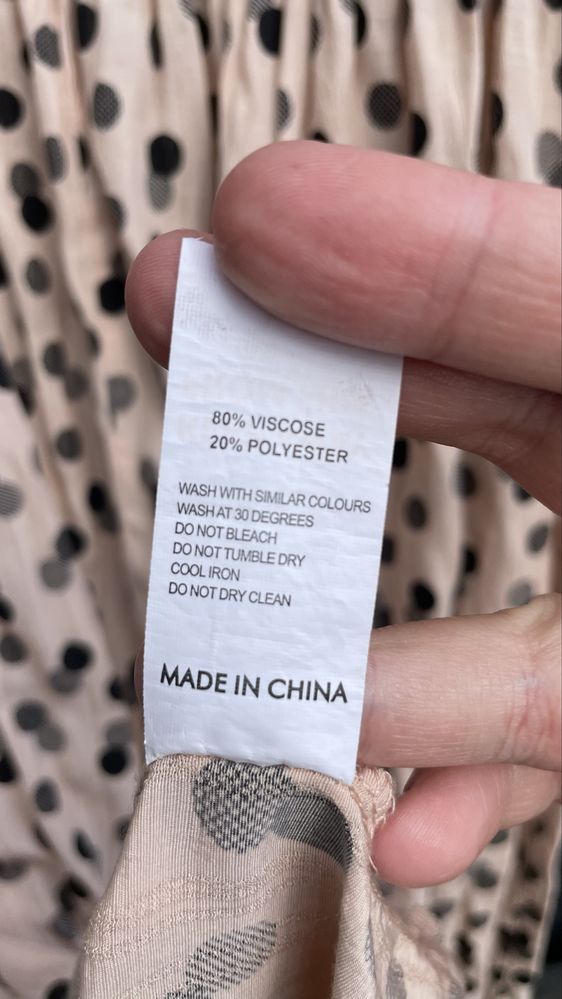 80% VISCOSE
20% POLYESTER
WASH WITH SIMILAR COLOURS
WASH AT 30 DEGREES
DO NOT BLEACH
DO NOT TUMBLE DRY
COOL IRON
DO NOT DRY CLEAN
MADE IN CHINA